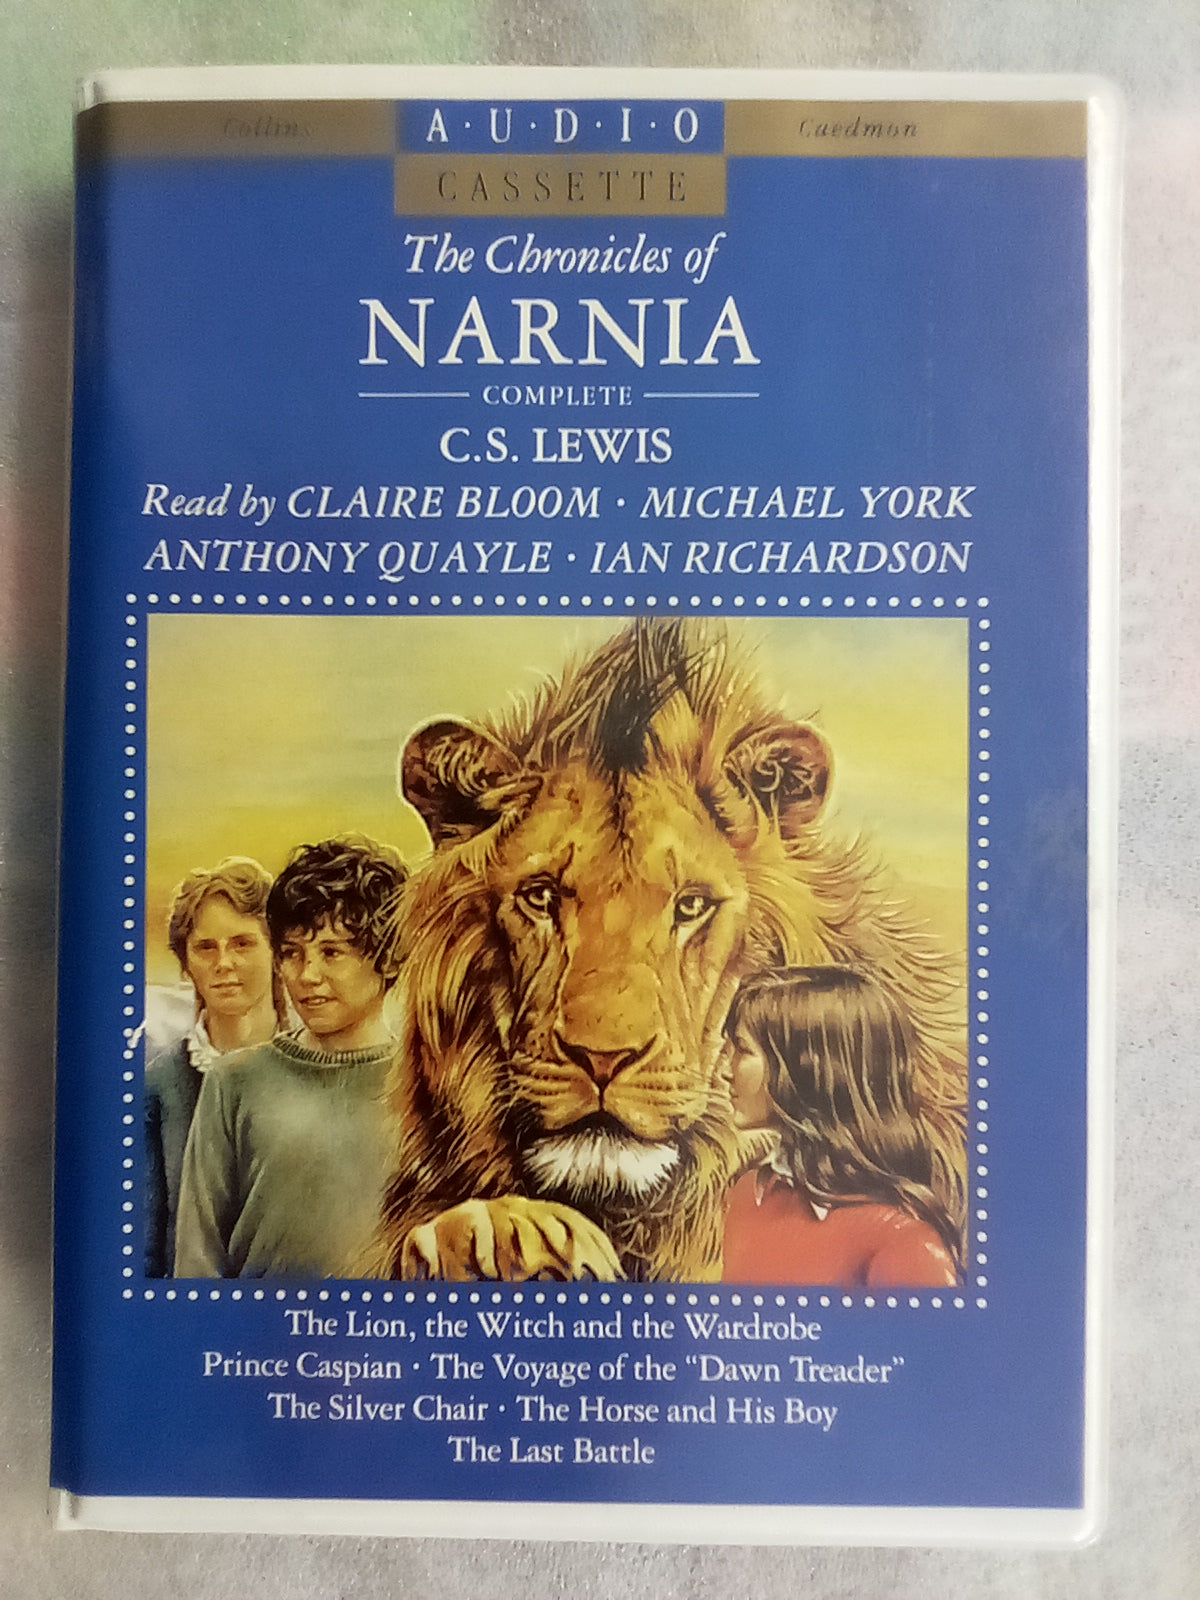 Collins
A·U·D·I·O
Caedmon
CASSETTE
The Chronicles of
NARNIA
COMPLETE
C.S. LEWIS
Read by CLAIRE BLOOM · MICHAEL YORK
ANTHONY QUAYLE · IAN RICHARDSON
The Lion, the Witch and the Wardrobe
Prince Caspian · The Voyage of the “Dawn Treader”
The Silver Chair · The Horse and His Boy
The Last Battle